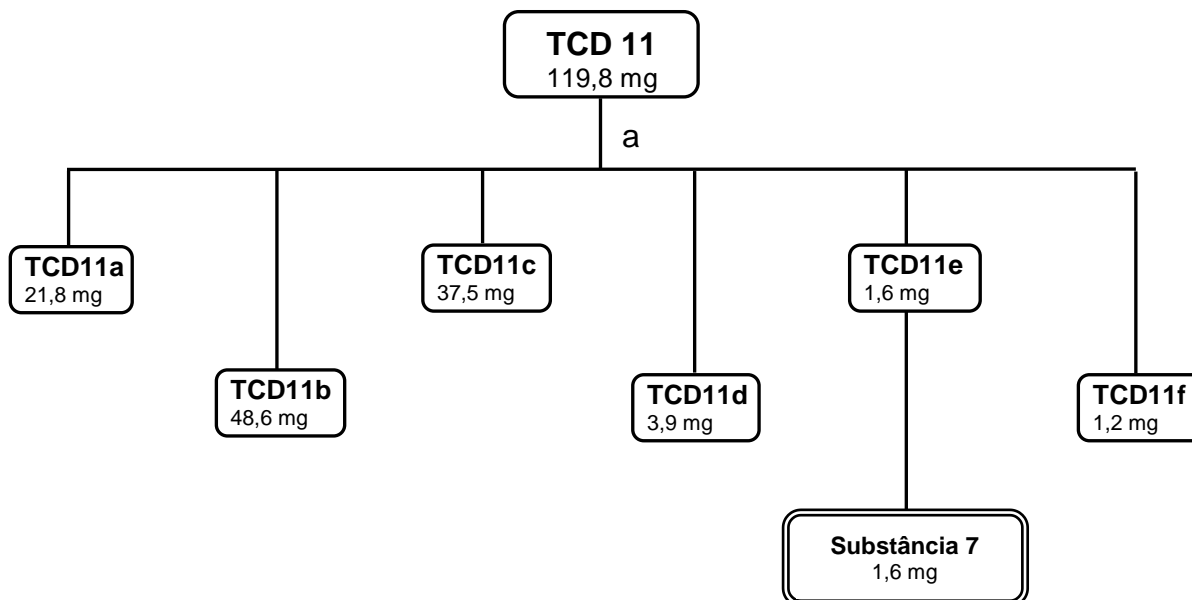 TCD 11
119,8 mg
a
TCD11a
21,8 mg
TCD11c
37,5 mg
TCD11e
1,6 mg
TCD11b
48,6 mg
TCD11d
3,9 mg
TCD11f
1,2 mg
Substância 7
1,6 mg